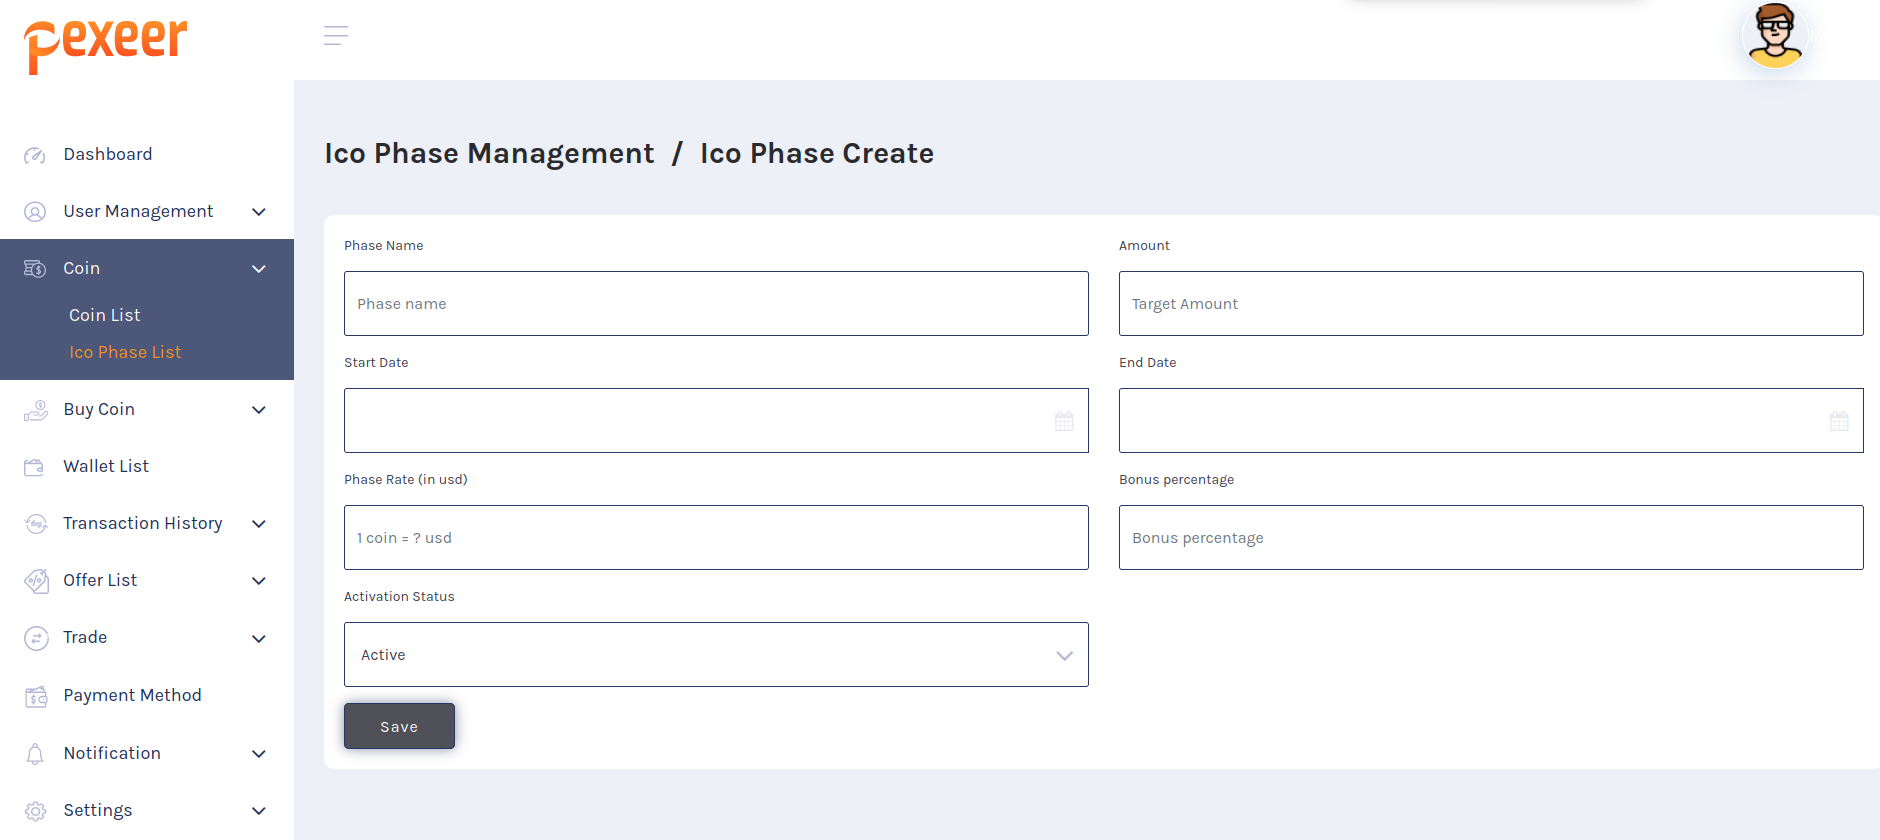 pexeer
Dashboard
User Management
Coin
Coin List
Ico Phase List
Buy Coin
Wallet List
Transaction History
Offer List
Trade
Payment Method
Notification
Settings
Ico Phase Management / Ico Phase Create
Phase Name
Amount
Phase name
Target Amount
Start Date
End Date
Phase Rate (in usd)
Bonus percentage
1 coin = ? usd
Bonus percentage
Activation Status
Active
Save